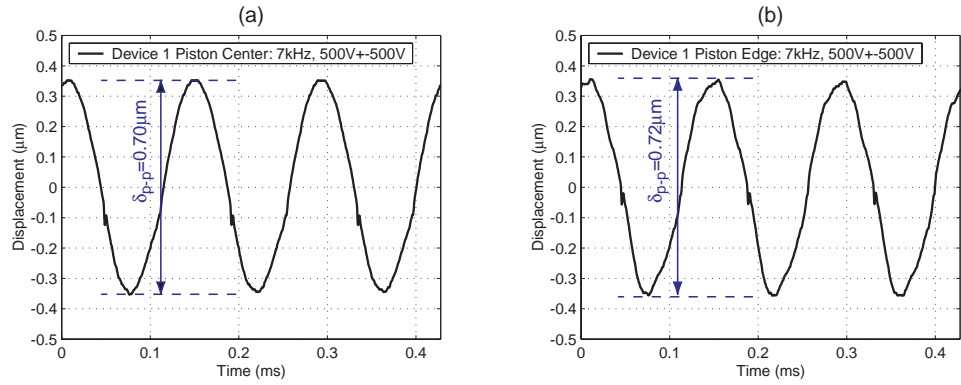 (a)
Device 1 Piston Center: 7kHz, 500V+-500V
0.5
0.4
0.3
0.2
0.1
0
-0.1
-0.2
-0.3
-0.4
-0.5
Displacement (μm)
δp-p=0.70μm
0 0.1 0.2 0.3 0.4
Time (ms)
(b)
Device 1 Piston Edge: 7kHz, 500V+-500V
0.5
0.4
0.3
0.2
0.1
0
-0.1
-0.2
-0.3
-0.4
-0.5
Displacement (μm)
δp-p=0.72μm
0 0.1 0.2 0.3 0.4
Time (ms)